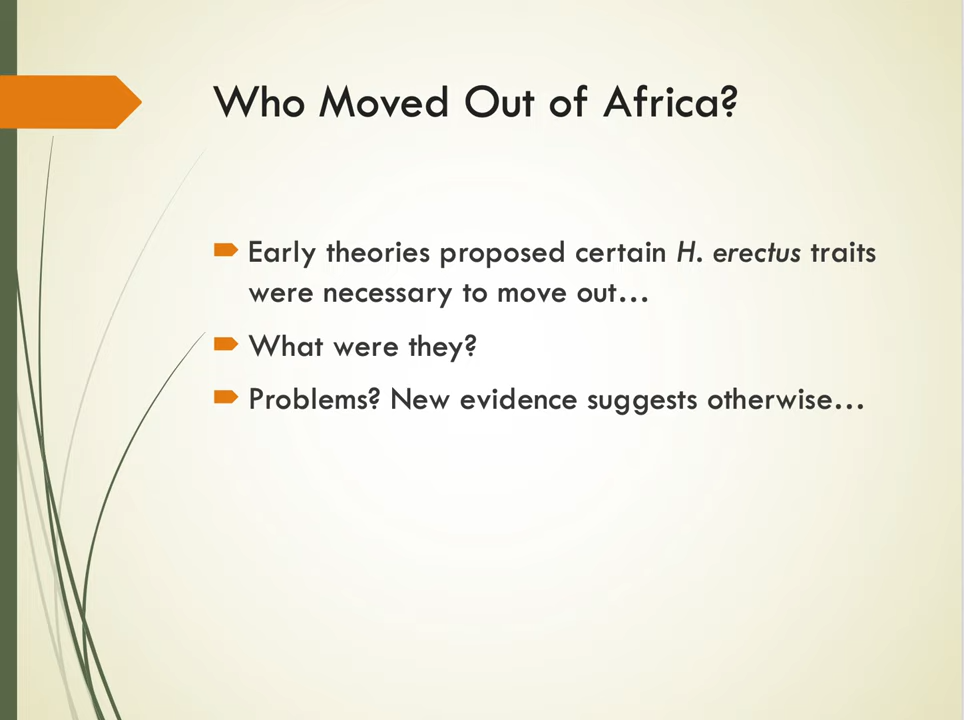 Who Moved Out of Africa?
Early theories proposed certain H. erectus traits
were necessary to move out...
What were they?
Problems? New evidence suggests otherwise...